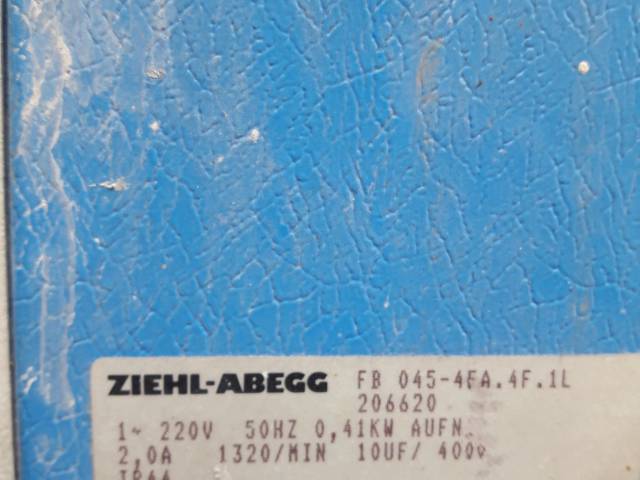 ZIEHL-ABEGG FB 045-4EA.4F.1L
206620
1~ 220V 50HZ 0,41KW AUFN.
2,0A 1320/MIN 10UF/ 400V